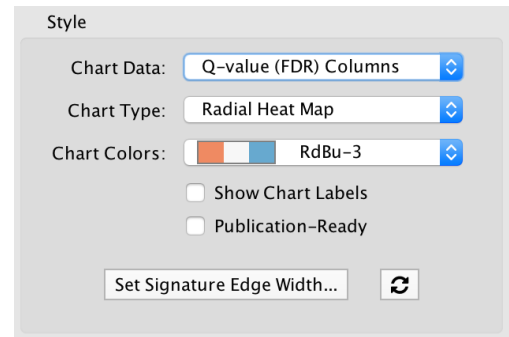 Style
Chart Data: Q-value (FDR) Columns
Chart Type: Radial Heat Map
Chart Colors: RdBu-3
Show Chart Labels
Publication-Ready
Set Signature Edge Width...